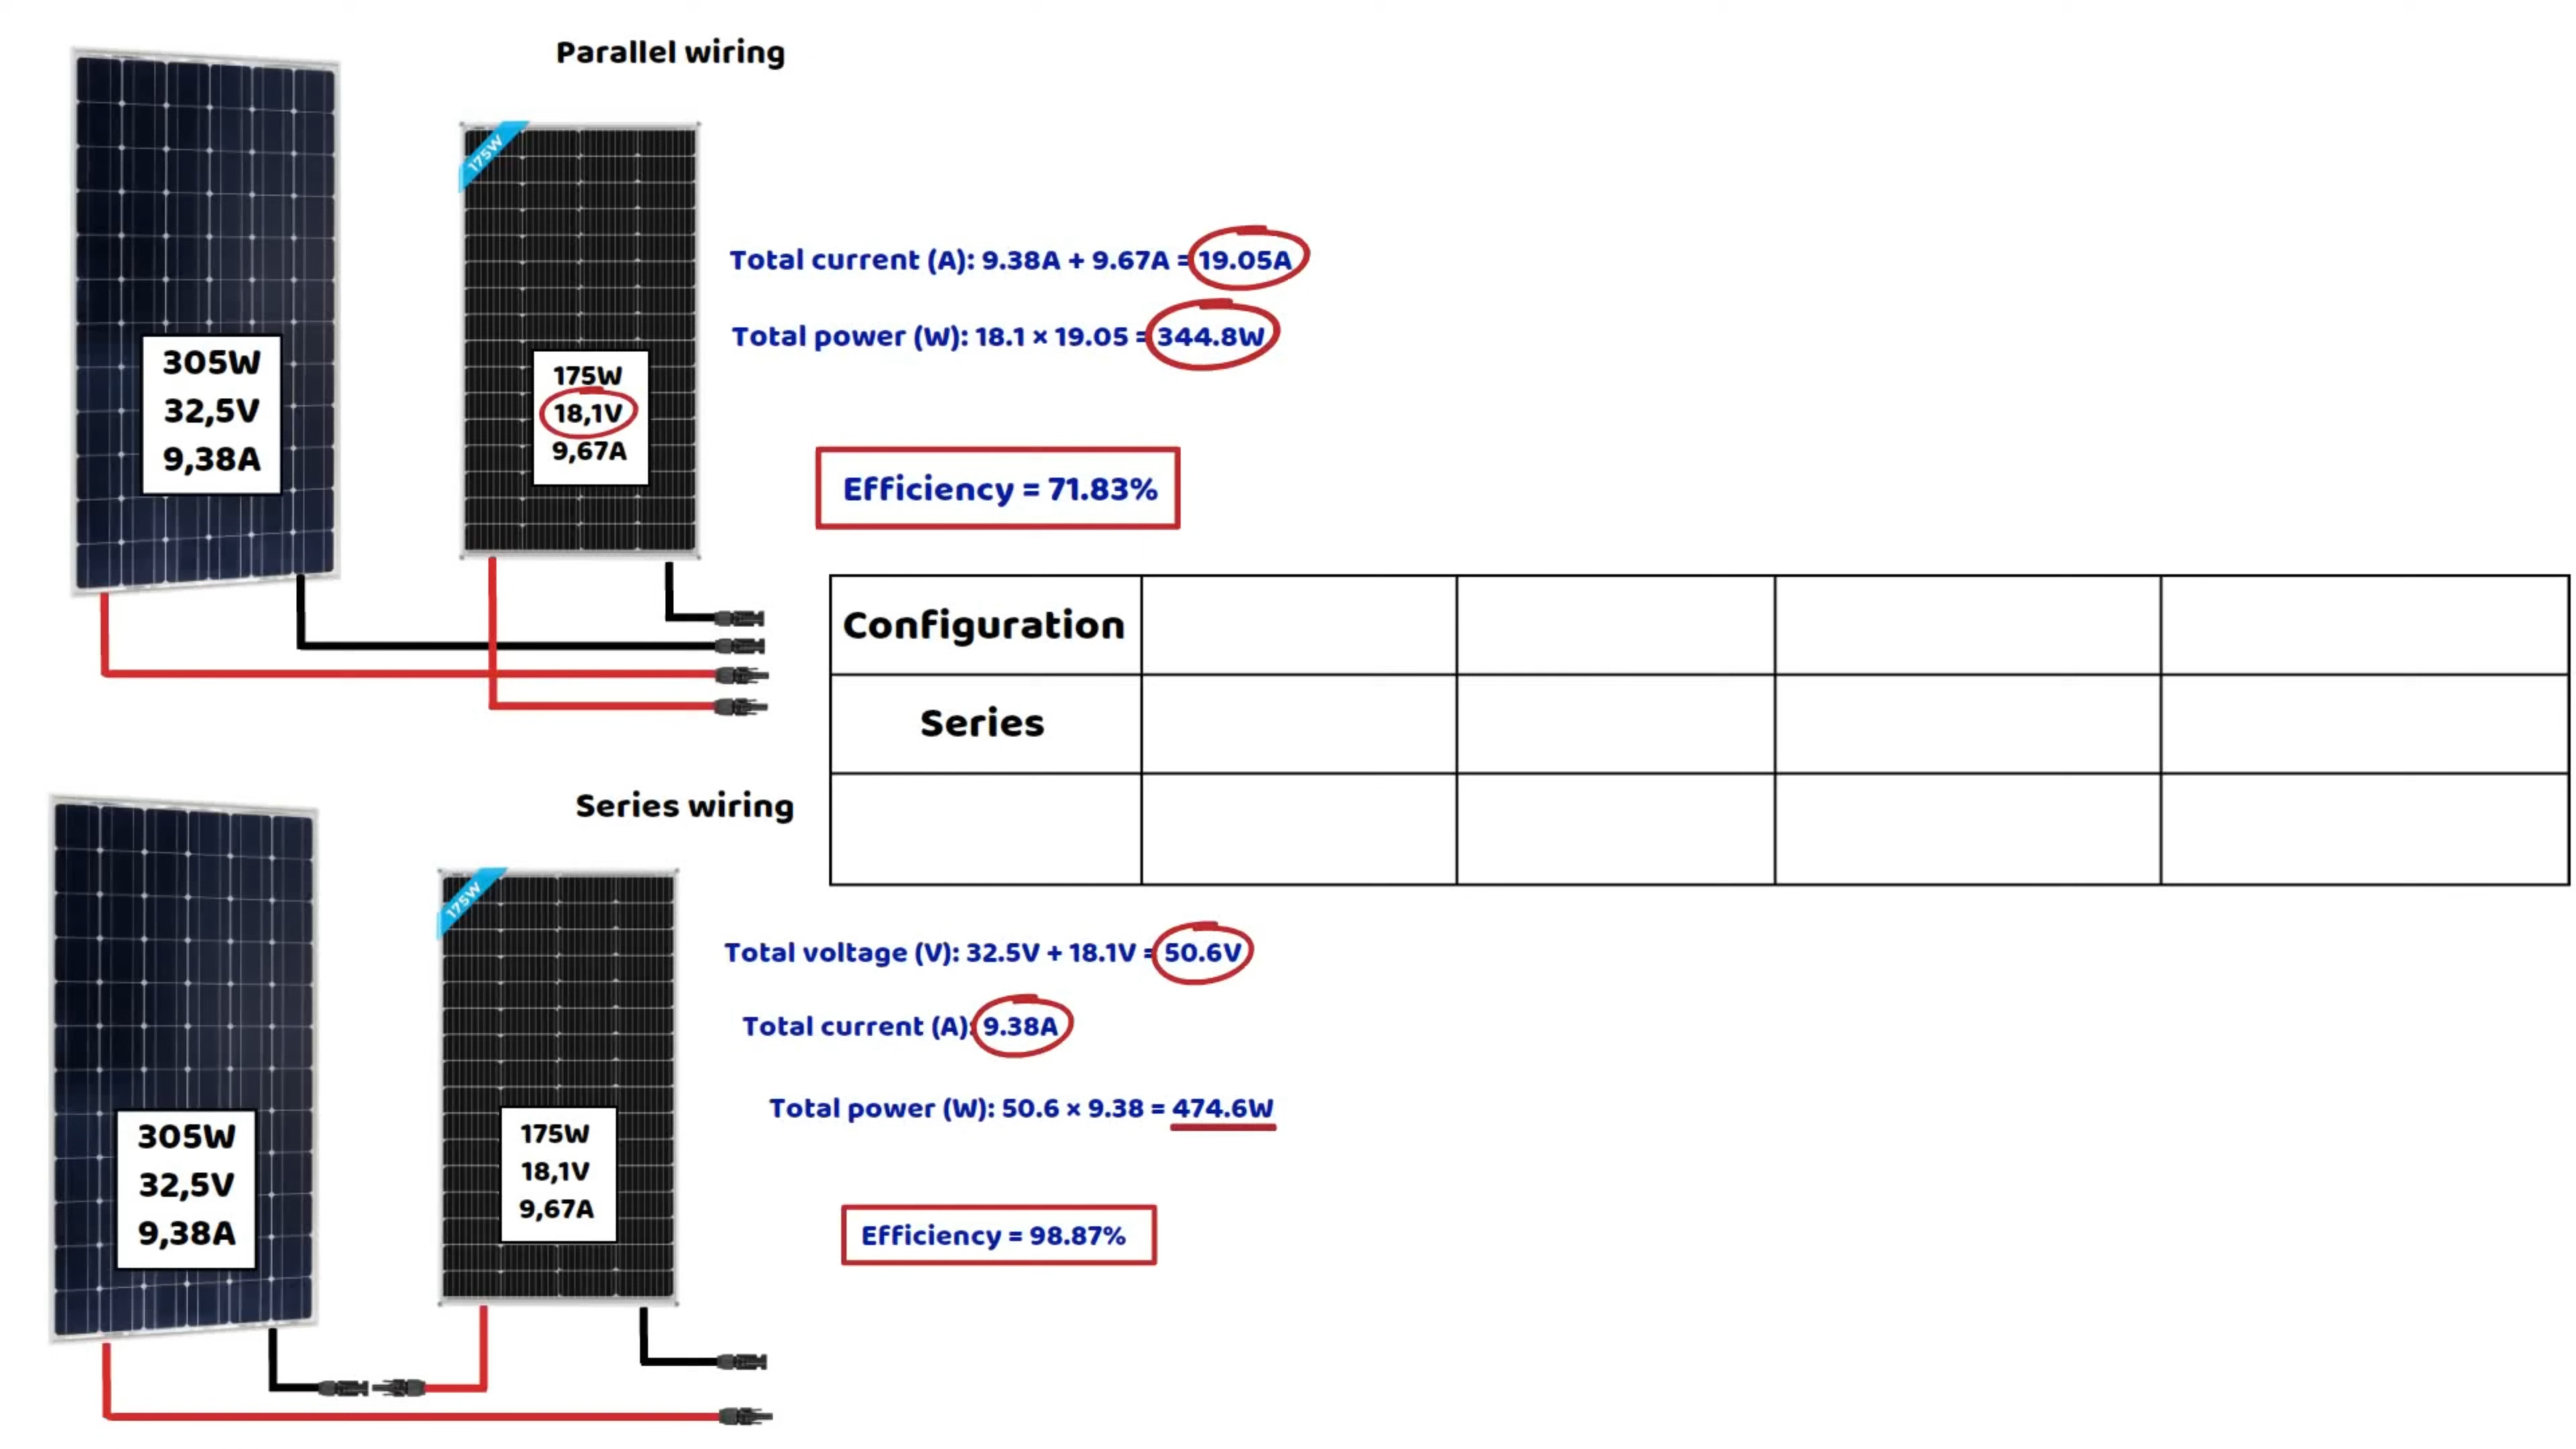 Parallel wiring
175W
305W
32,5V
9,38A
175W
18,1V
9,67A
Total current (A): 9.38A + 9.67A = 19.05A
Total power (W): 18.1 × 19.05 = 344.8W
Efficiency = 71.83%
Configuration
Series
Series wiring
175W
305W
32,5V
9,38A
175W
18,1V
9,67A
Total voltage (V): 32.5V + 18.1V = 50.6V
Total current (A): 9.38A
Total power (W): 50.6 × 9.38 = 474.6W
Efficiency = 98.87%